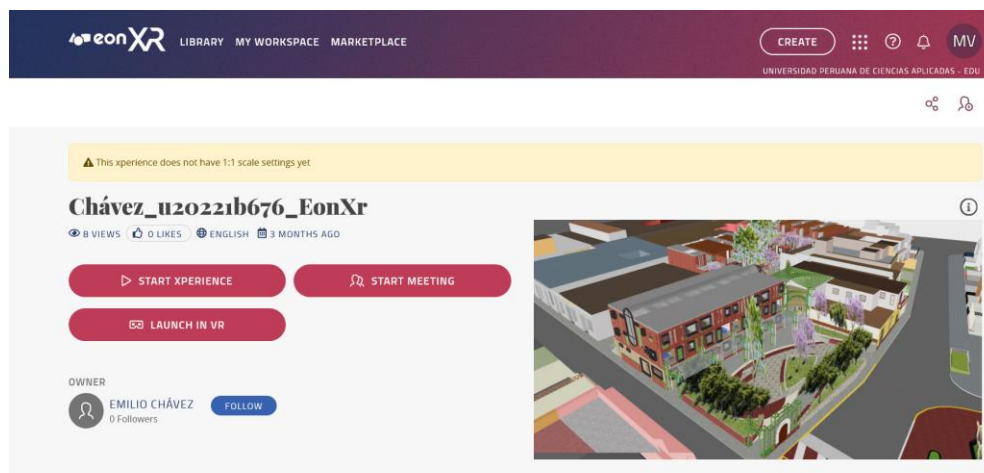 eonXR LIBRARY MY WORKSPACE MARKETPLACE CREATE MV
UNIVERSIDAD PERUANA DE CIENCIAS APLICADAS - EDU
This xperience does not have 1:1 scale settings yet
Chávez_u20221b676_EonXr
8 VIEWS 0 LIKES ENGLISH 3 MONTHS AGO
START XPERIENCE START MEETING
LAUNCH IN VR
OWNER
EMILIO CHÁVEZ FOLLOW
0 Followers